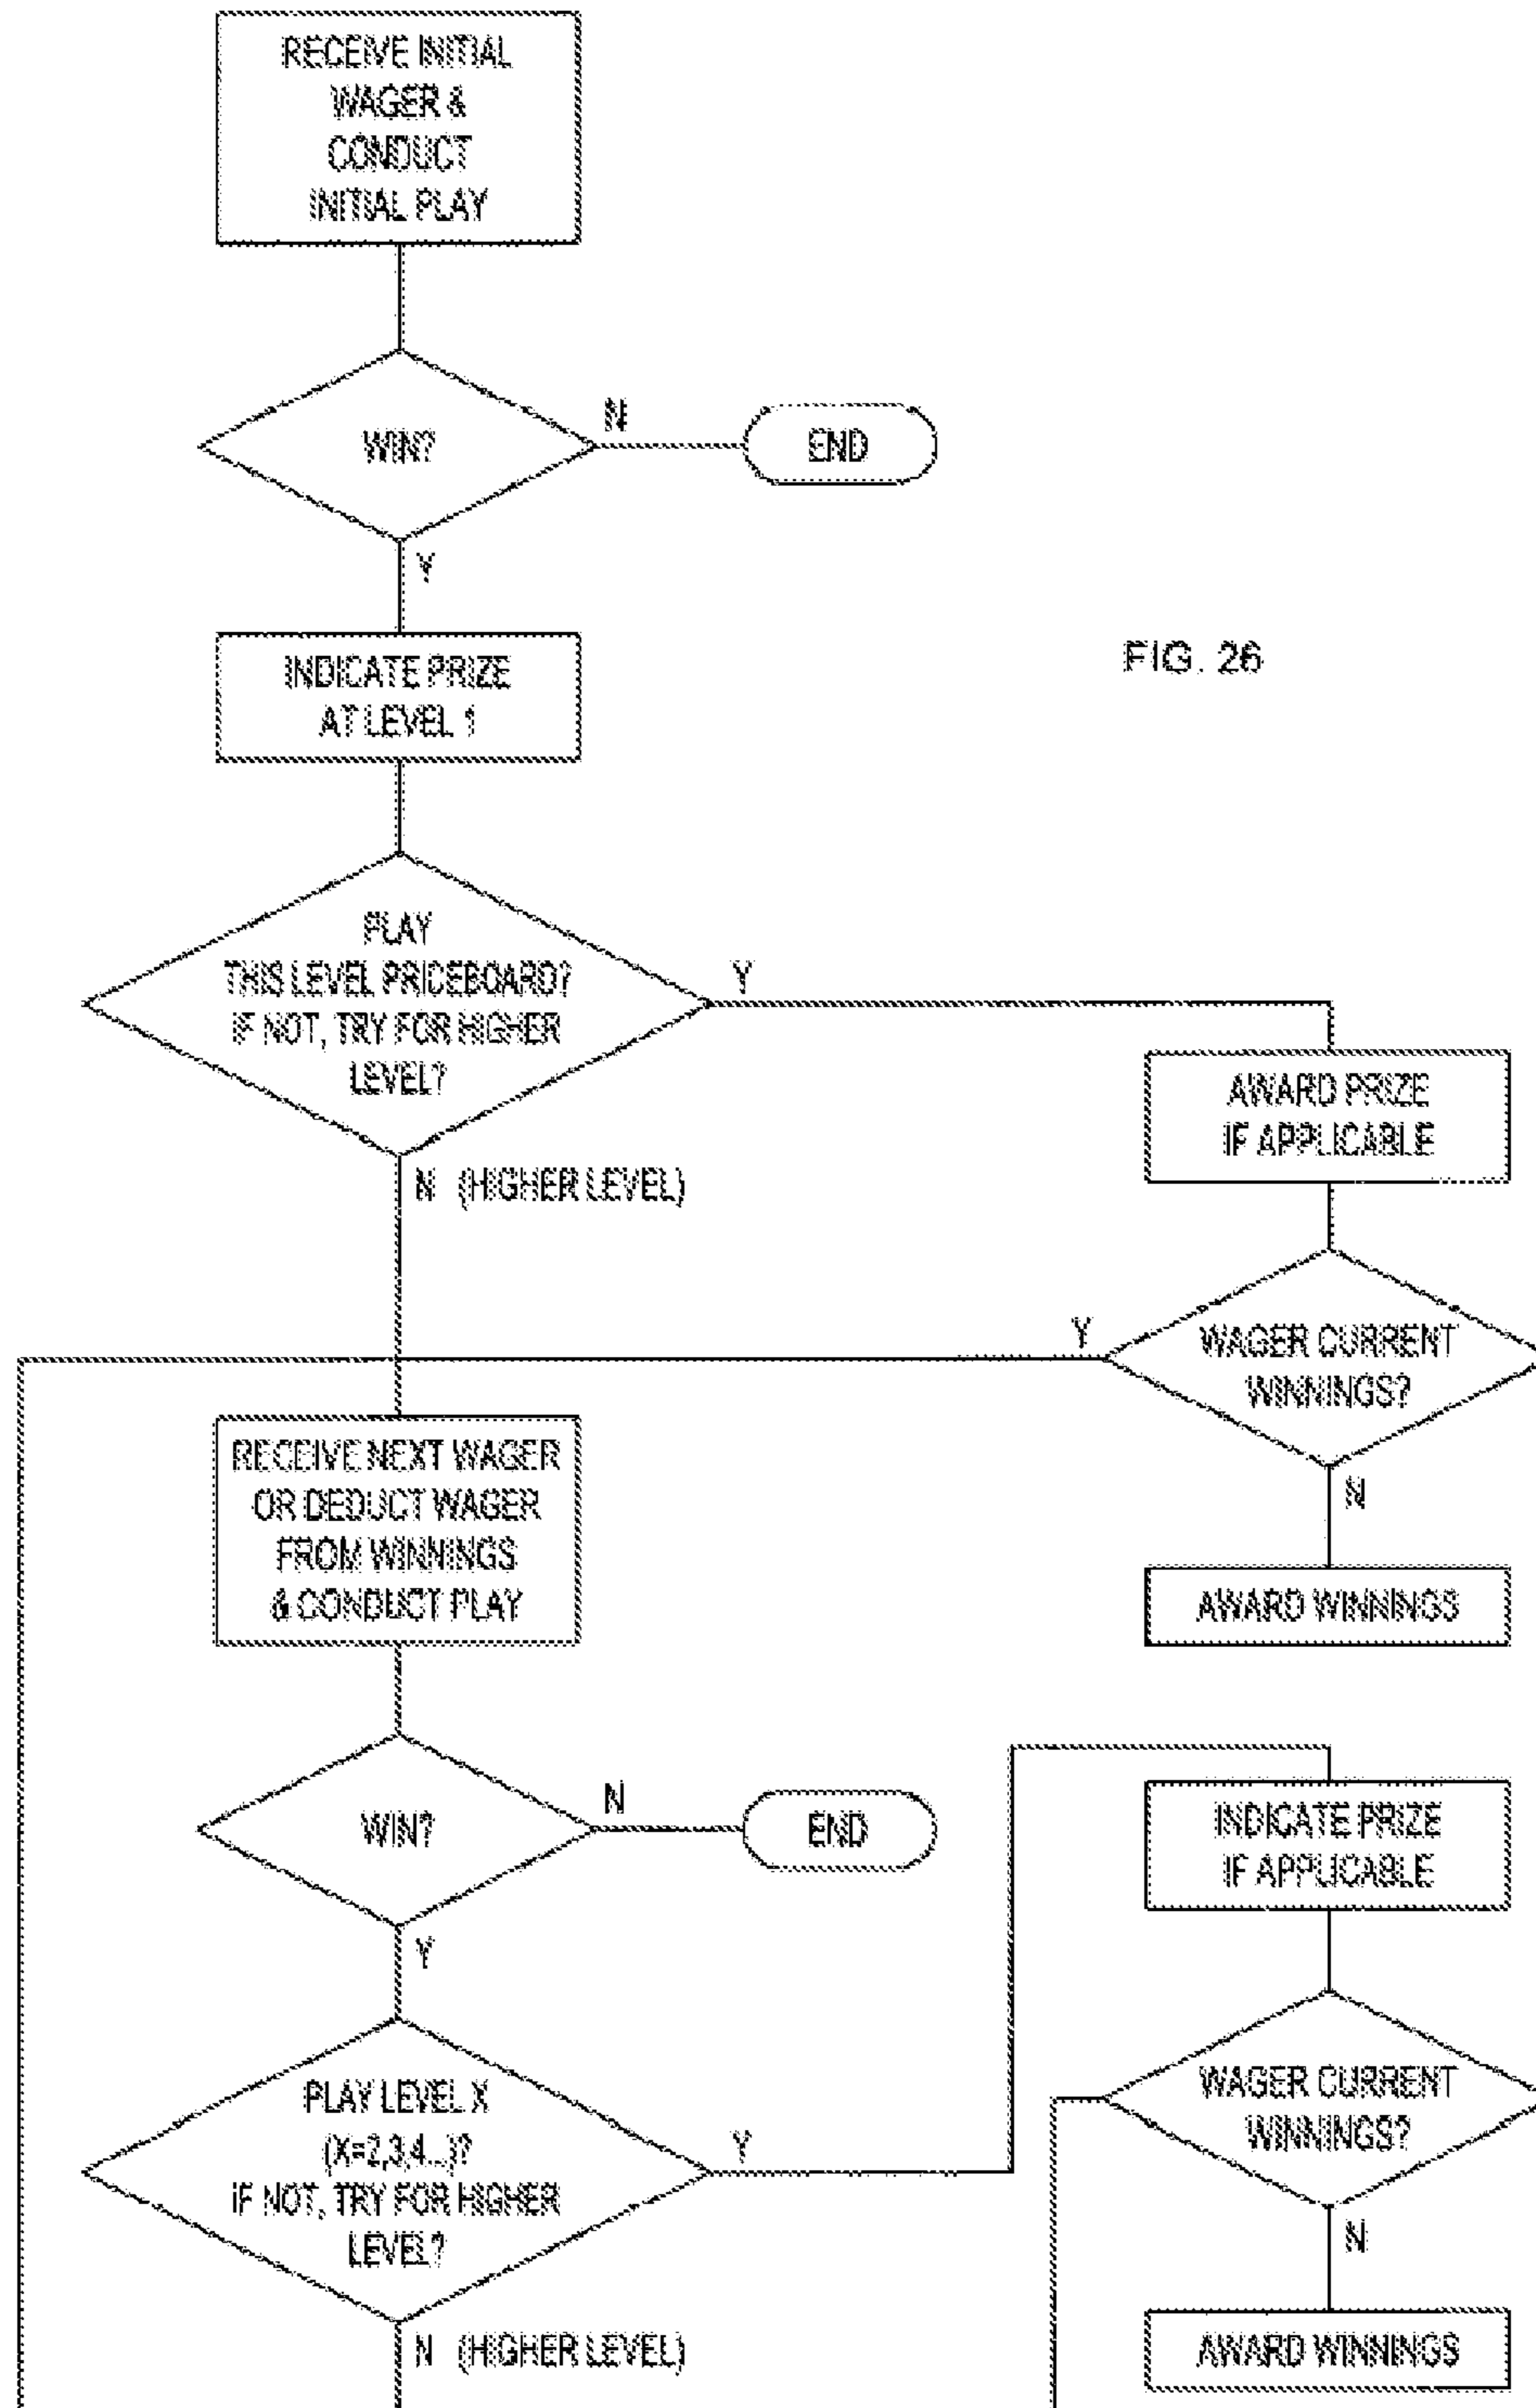 RECEIVE INITIAL
WAGER &
CONDUCT
INITIAL PLAY
WIN?
N
END
Y
INDICATE PRIZE
AT LEVEL 1
FIG. 26
PLAY
THIS LEVEL PRICEBOARD?
IF NOT, TRY FOR HIGHER
LEVEL?
Y
N (HIGHER LEVEL)
AWARD PRIZE
IF APPLICABLE
Y
WAGER CURRENT
WINNINGS?
N
AWARD WINNINGS
RECEIVE NEXT WAGER
OR DEDUCT WAGER
FROM WINNINGS
& CONDUCT PLAY
WIN?
N
END
Y
INDICATE PRIZE
IF APPLICABLE
PLAY LEVEL X
(X=2,3,4...)?
IF NOT, TRY FOR HIGHER
LEVEL?
Y
N (HIGHER LEVEL)
WAGER CURRENT
WINNINGS?
N
AWARD WINNINGS